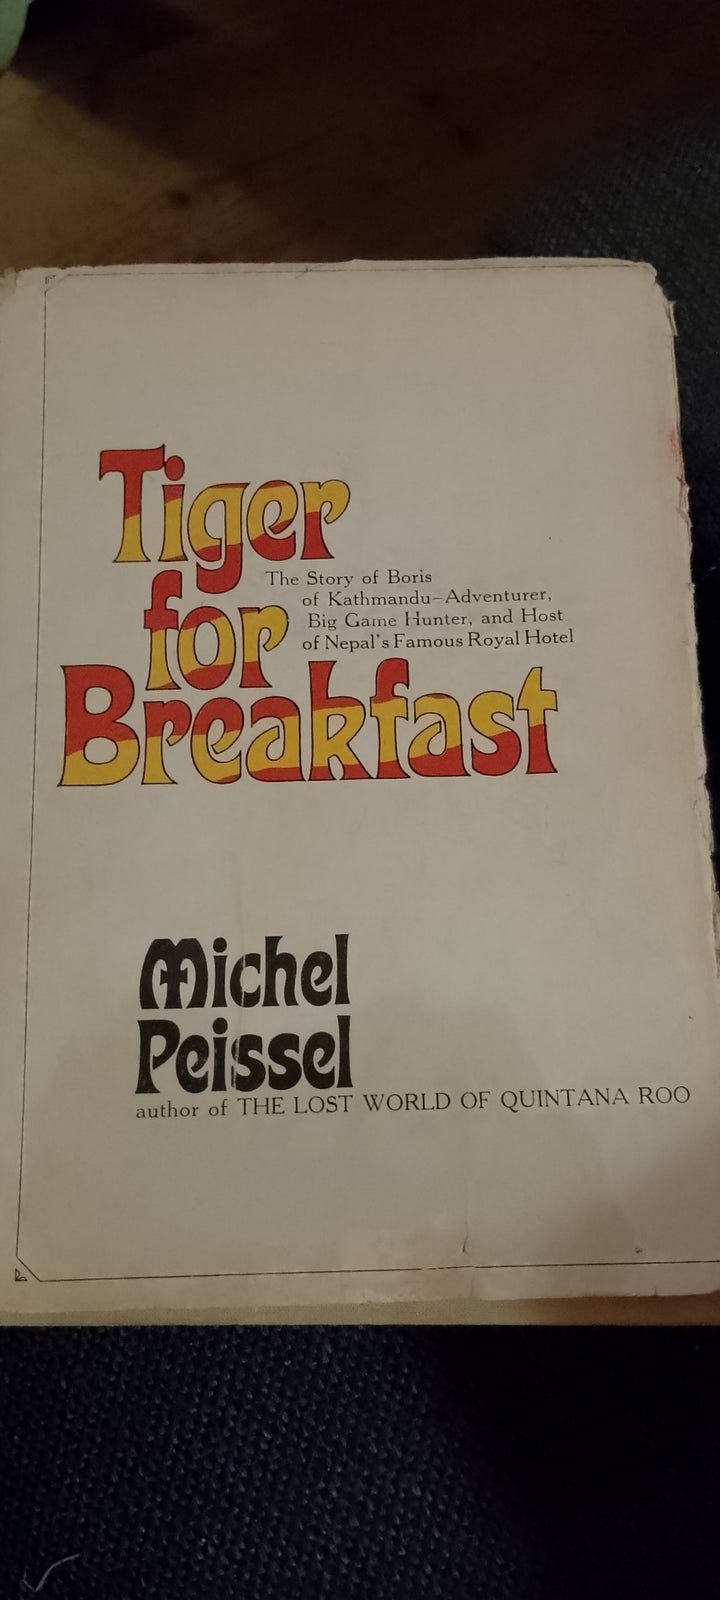 Tiger
for
Breakfast
The Story of Boris
of Kathmandu–Adventurer,
Big Game Hunter, and Host
of Nepal's Famous Royal Hotel
Michel
Peissel
author of THE LOST WORLD OF QUINTANA ROO